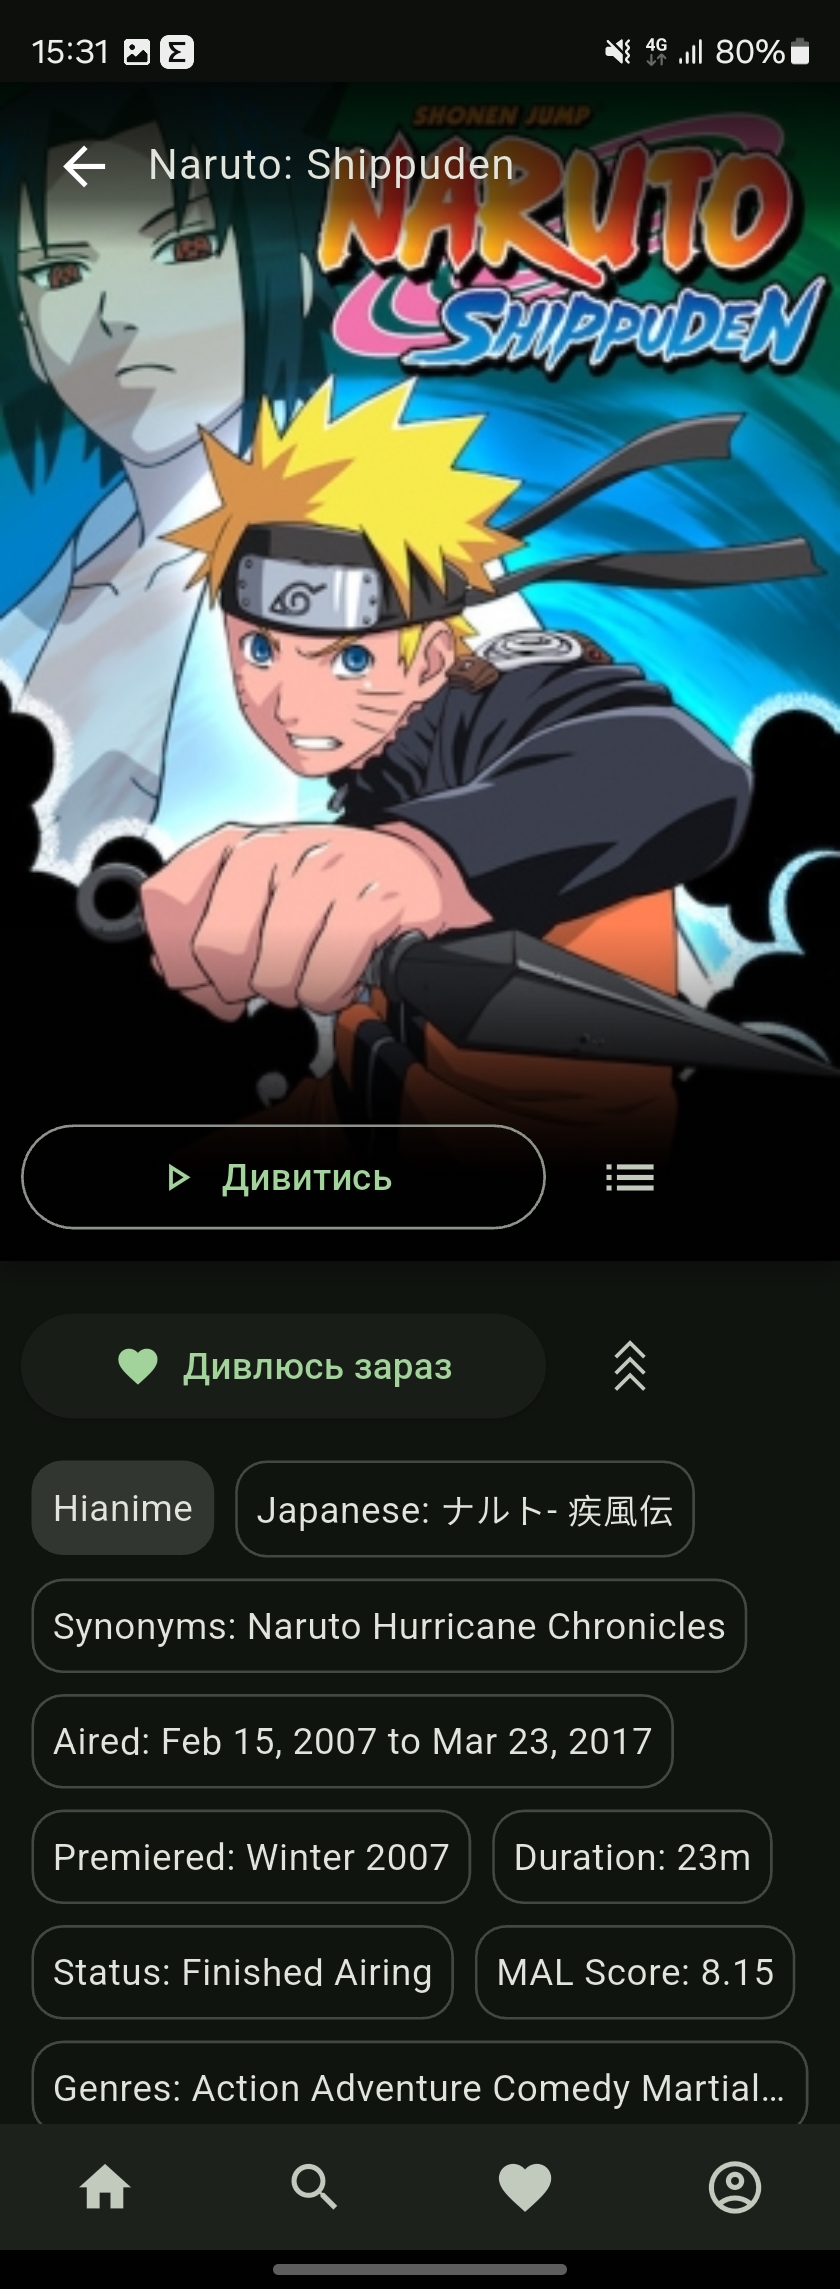 15:31 Σ 4G 80%
SHONEN JUMP
Naruto: Shippuden
NARUTO
SHIPPUDEN
Дивитись
Дивлюсь зараз
Hianime
Japanese: ナルト- 疾風伝
Synonyms: Naruto Hurricane Chronicles
Aired: Feb 15, 2007 to Mar 23, 2017
Premiered: Winter 2007
Duration: 23m
Status: Finished Airing
MAL Score: 8.15
Genres: Action Adventure Comedy Martial...